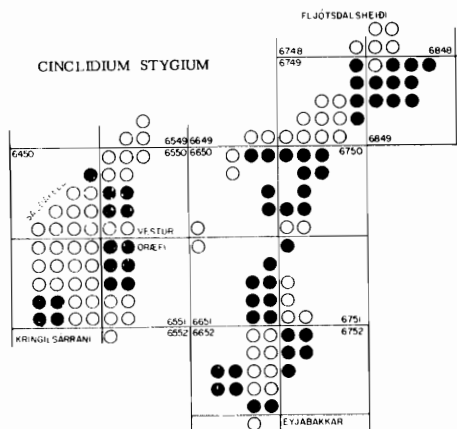 FLJÓTSDALSHEIÐI
6748 6848
6749
CINCLIDIUM STYGIUM
6549 6649 6849
6450 6550 6650 6750
VESTUR
ÖRÆFI
6551 6651 6751
KRINGILSÁRRANI 6552 6652 6752
EYJABAKKAR